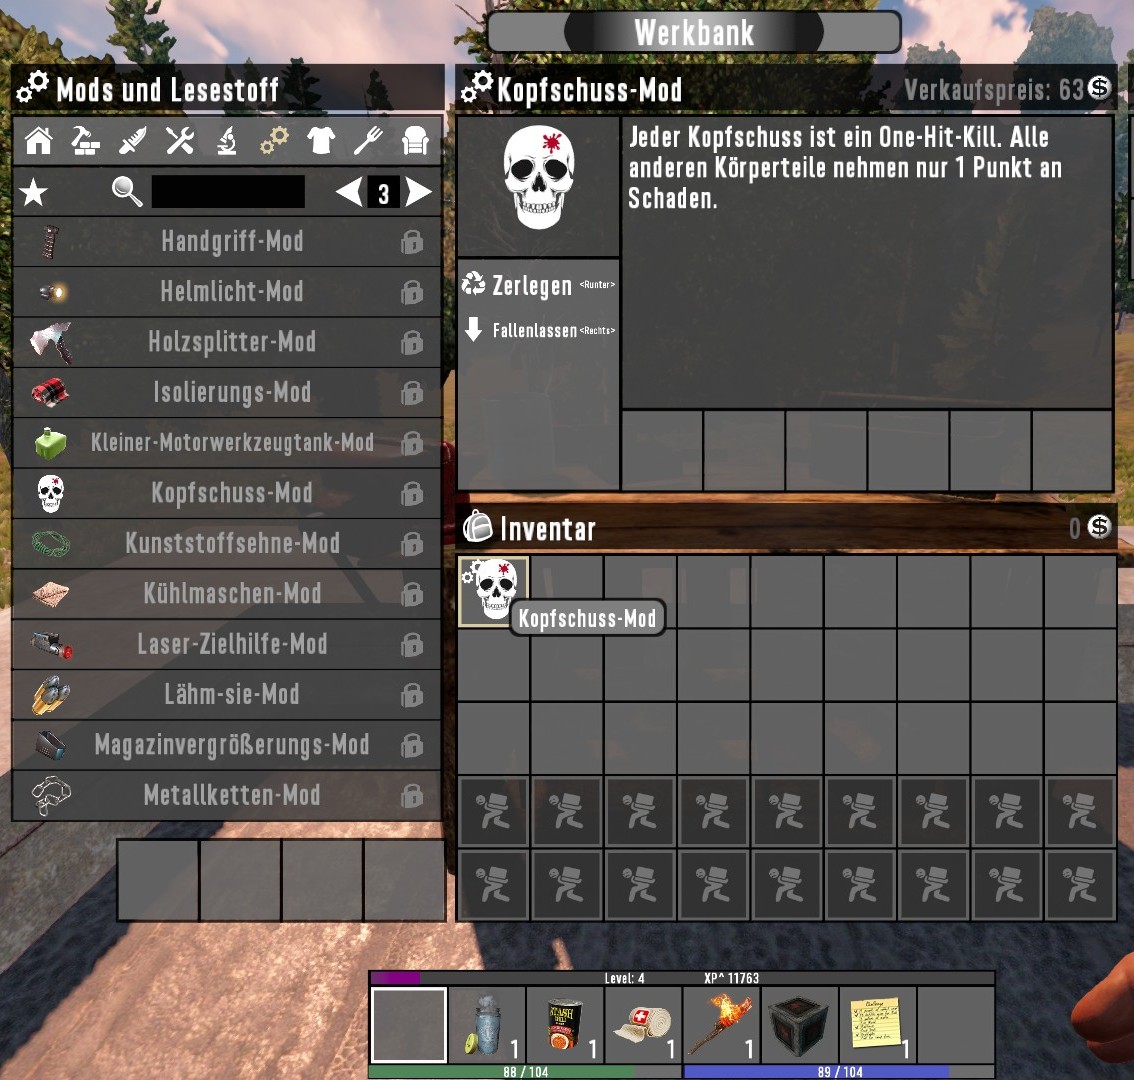 Werkbank
Mods und Lesestoff
3
Handgriff-Mod
Helmlicht-Mod
Holzsplitter-Mod
Isolierungs-Mod
Kleiner-Motorwerkzeugtank-Mod
Kopfschuss-Mod
Kunststoffsehne-Mod
Kühlmaschen-Mod
Laser-Zielhilfe-Mod
Lähm-sie-Mod
Magazinvergrößerungs-Mod
Metallketten-Mod
Kopfschuss-Mod
Verkaufspreis: 63
Jeder Kopfschuss ist ein One-Hit-Kill. Alle
anderen Körperteile nehmen nur 1 Punkt an
Schaden.
Zerlegen <Runter>
Fallenlassen <Rechts>
Inventar
0
Kopfschuss-Mod
Level: 4
XP^ 11763
1
1
1
1
1
88 / 104
89 / 104